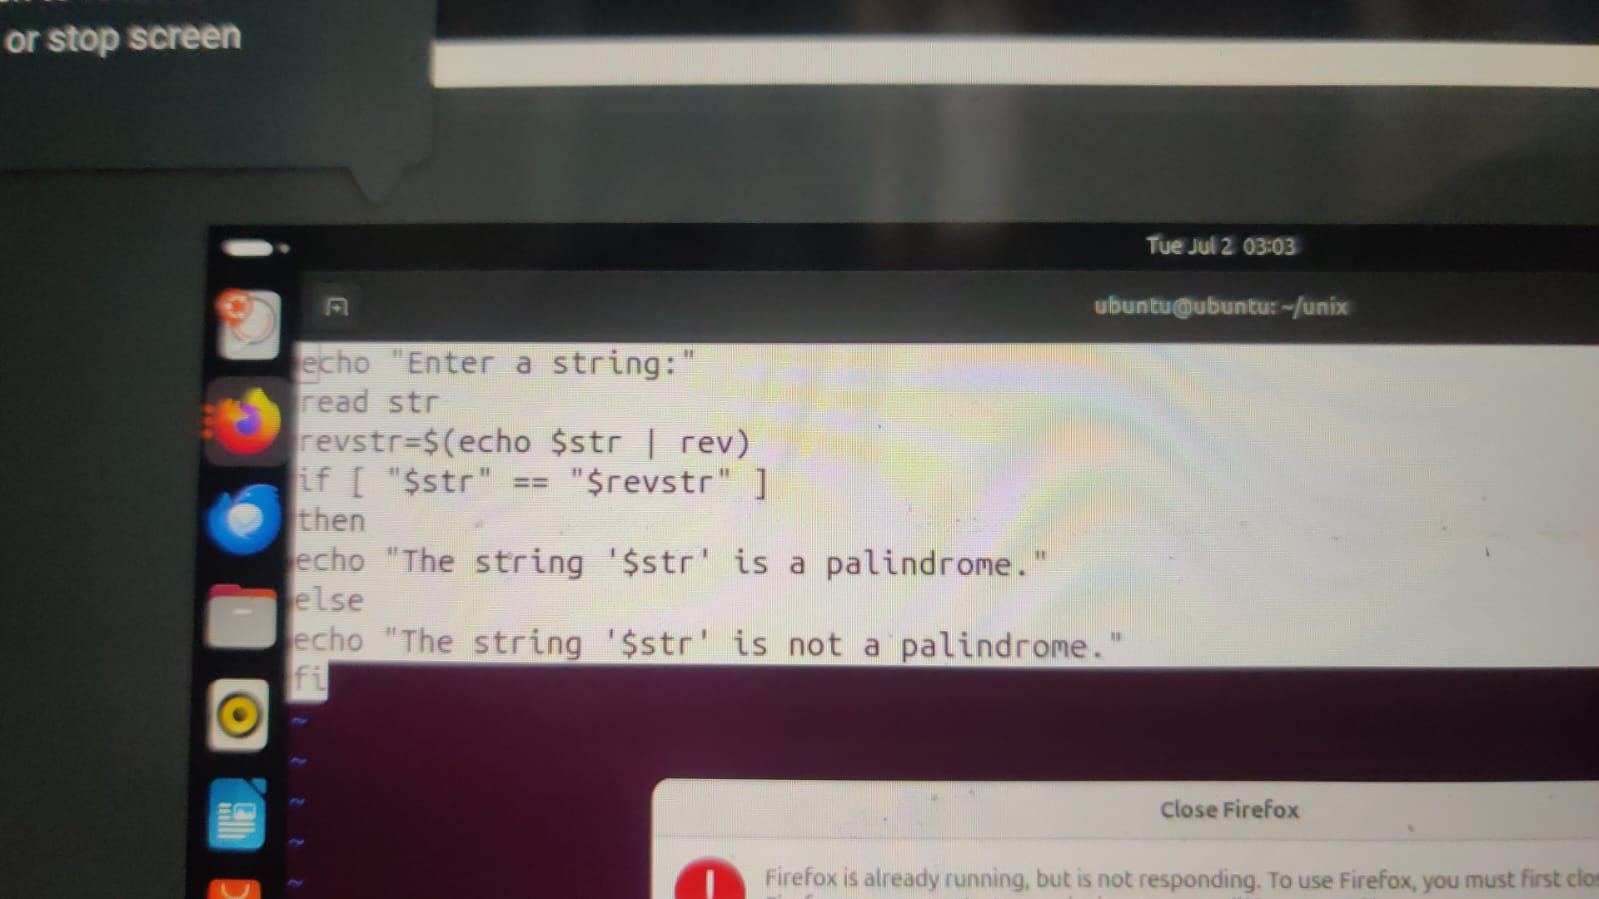 or stop screen
Tue Jul 2 03:03
ubuntu@ubuntu: ~/unix
echo "Enter a string:"
read str
revstr=$(echo $str | rev)
if [ "$str" == "$revstr" ]
then
echo "The string '$str' is a palindrome."
else
echo "The string '$str' is not a palindrome."
fi
~
~
~
~
~
Close Firefox
Firefox is already running, but is not responding. To use Firefox, you must first